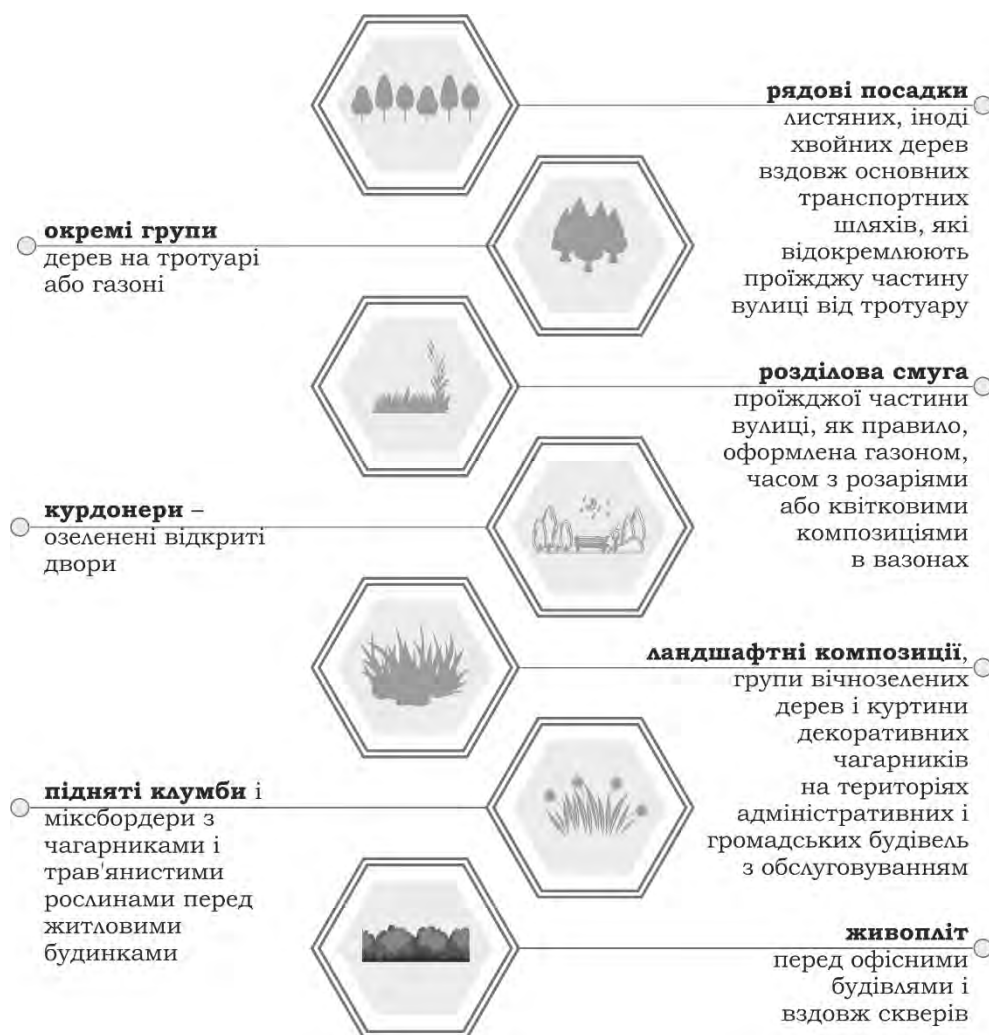 рядові посадки
листяних, іноді
хвойних дерев
вздовж основних
транспортних
шляхів, які
відокремлюють
проїжджу частину
вулиці від тротуару
окремі групи
дерев на тротуарі
або газоні
розділова смуга
проїжджої частини
вулиці, як правило,
оформлена газоном,
часом з розаріями
або квітковими
композиціями
в вазонах
курдонери –
озеленені відкриті
двори
ландшафтні композиції,
групи вічнозелених
дерев і куртини
декоративних
чагарників
на територіях
адміністративних і
громадських будівель
з обслуговуванням
підняті клумби і
міксбордери з
чагарниками і
трав'янистими
рослинами перед
житловими
будинками
живопліт
перед офісними
будівлями і
вздовж скверів